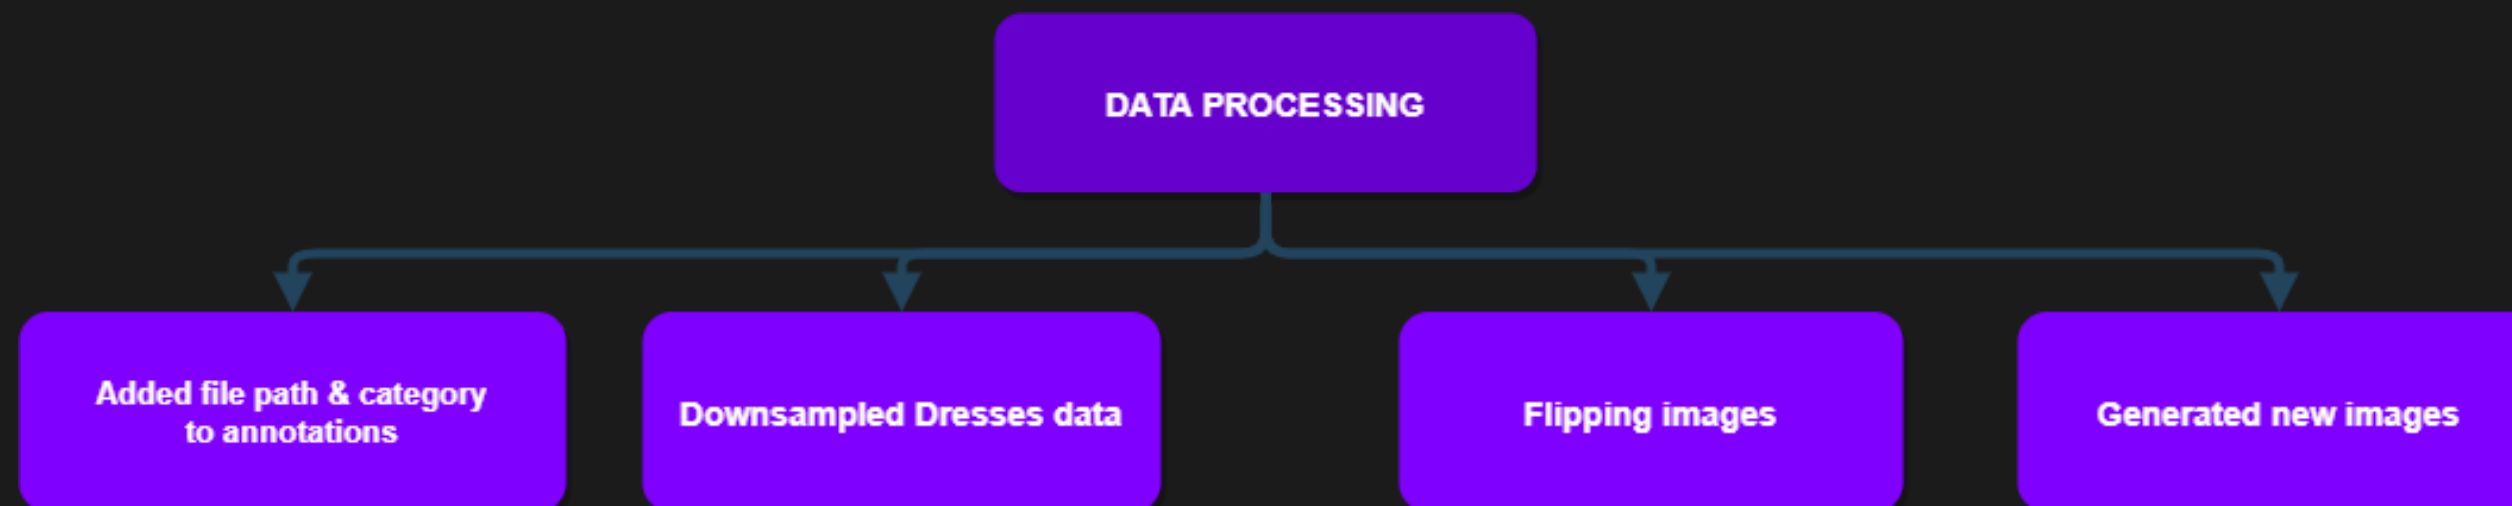 DATA PROCESSING
Added file path & category
to annotations
Downsampled Dresses data
Flipping images
Generated new images